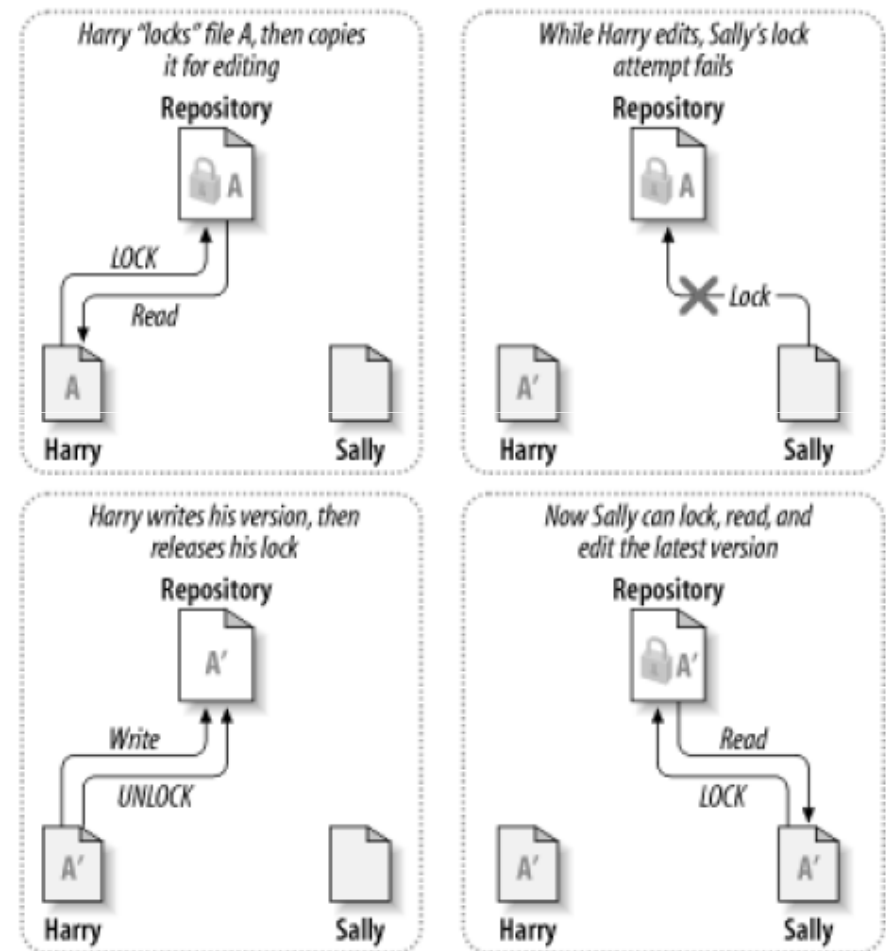 Harry “locks” file A, then copies
it for editing
Repository
A
LOCK
Read
A
Harry
Sally
While Harry edits, Sally’s lock
attempt fails
Repository
A
Lock
A’
Harry
Sally
Harry writes his version, then
releases his lock
Repository
A’
Write
UNLOCK
A’
Harry
Sally
Now Sally can lock, read, and
edit the latest version
Repository
A’
Read
LOCK
A’
A’
Harry
Sally